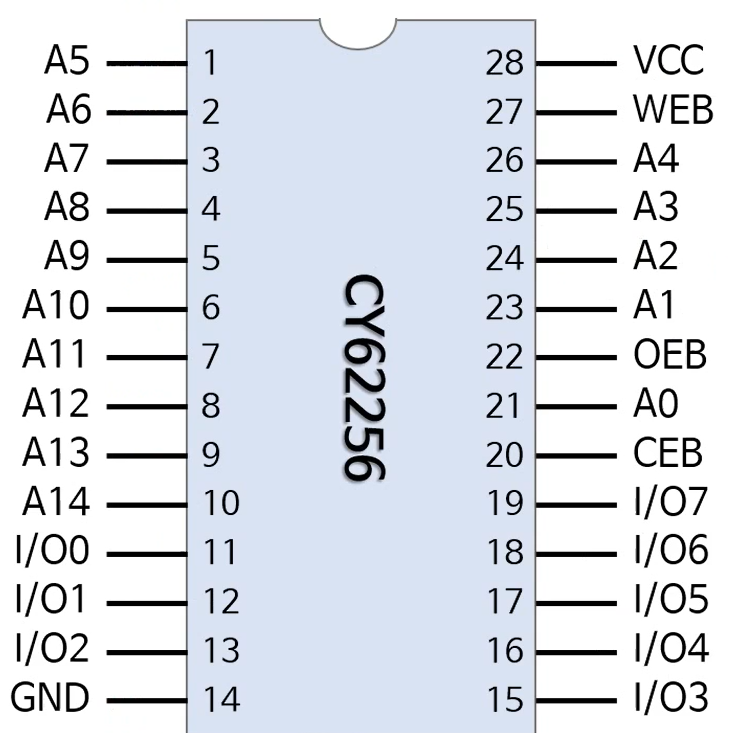 A5 1 28 VCC
A6 2 27 WEB
A7 3 26 A4
A8 4 25 A3
A9 5 24 A2
A10 6 23 A1
A11 7 22 OEB
A12 8 21 A0
A13 9 20 CEB
A14 10 19 I/O7
I/O0 11 18 I/O6
I/O1 12 17 I/O5
I/O2 13 16 I/O4
GND 14 15 I/O3
CY62256